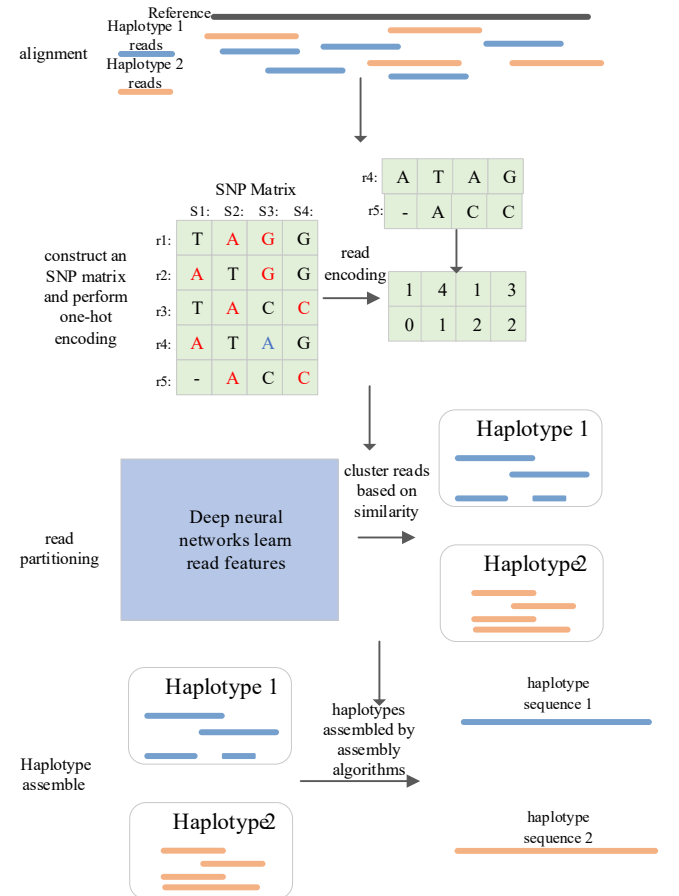 Reference
Haplotype 1
reads
Haplotype 2
reads
alignment
r4: A T A G
r5: - A C C
SNP Matrix
S1: S2: S3: S4:
r1: T A G G
r2: A T G G
r3: T A C C
r4: A T A G
r5: - A C C
construct an
SNP matrix
and perform
one-hot
encoding
read
encoding
1 4 1 3
0 1 2 2
Haplotype 1
cluster reads
based on
similarity
Deep neural
networks learn
read features
read
partitioning
Haplotype2
Haplotype 1
haplotypes
assembled by
assembly
algorithms
haplotype
sequence 1
Haplotype
assemble
Haplotype2
haplotype
sequence 2